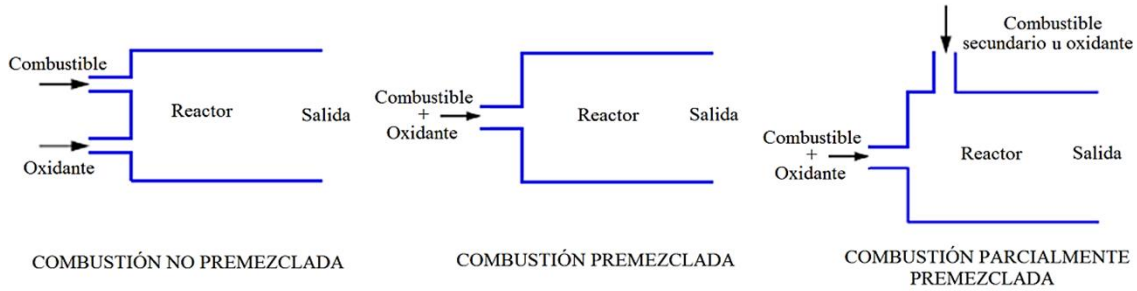 Combustible
Oxidante
Reactor
Salida
COMBUSTIÓN NO PREMEZCLADA
Combustible
+
Oxidante
Reactor
Salida
COMBUSTIÓN PREMEZCLADA
Combustible
secundario u oxidante
Combustible
+
Oxidante
Reactor
Salida
COMBUSTIÓN PARCIALMENTE
PREMEZCLADA